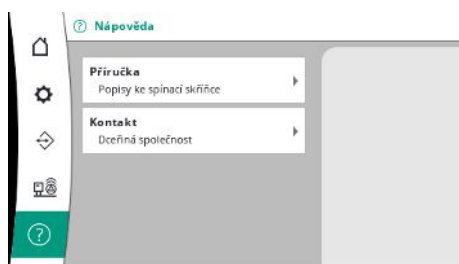 Nápověda
Příručka
Popisy ke spínací skříňce
Kontakt
Dceřiná společnost